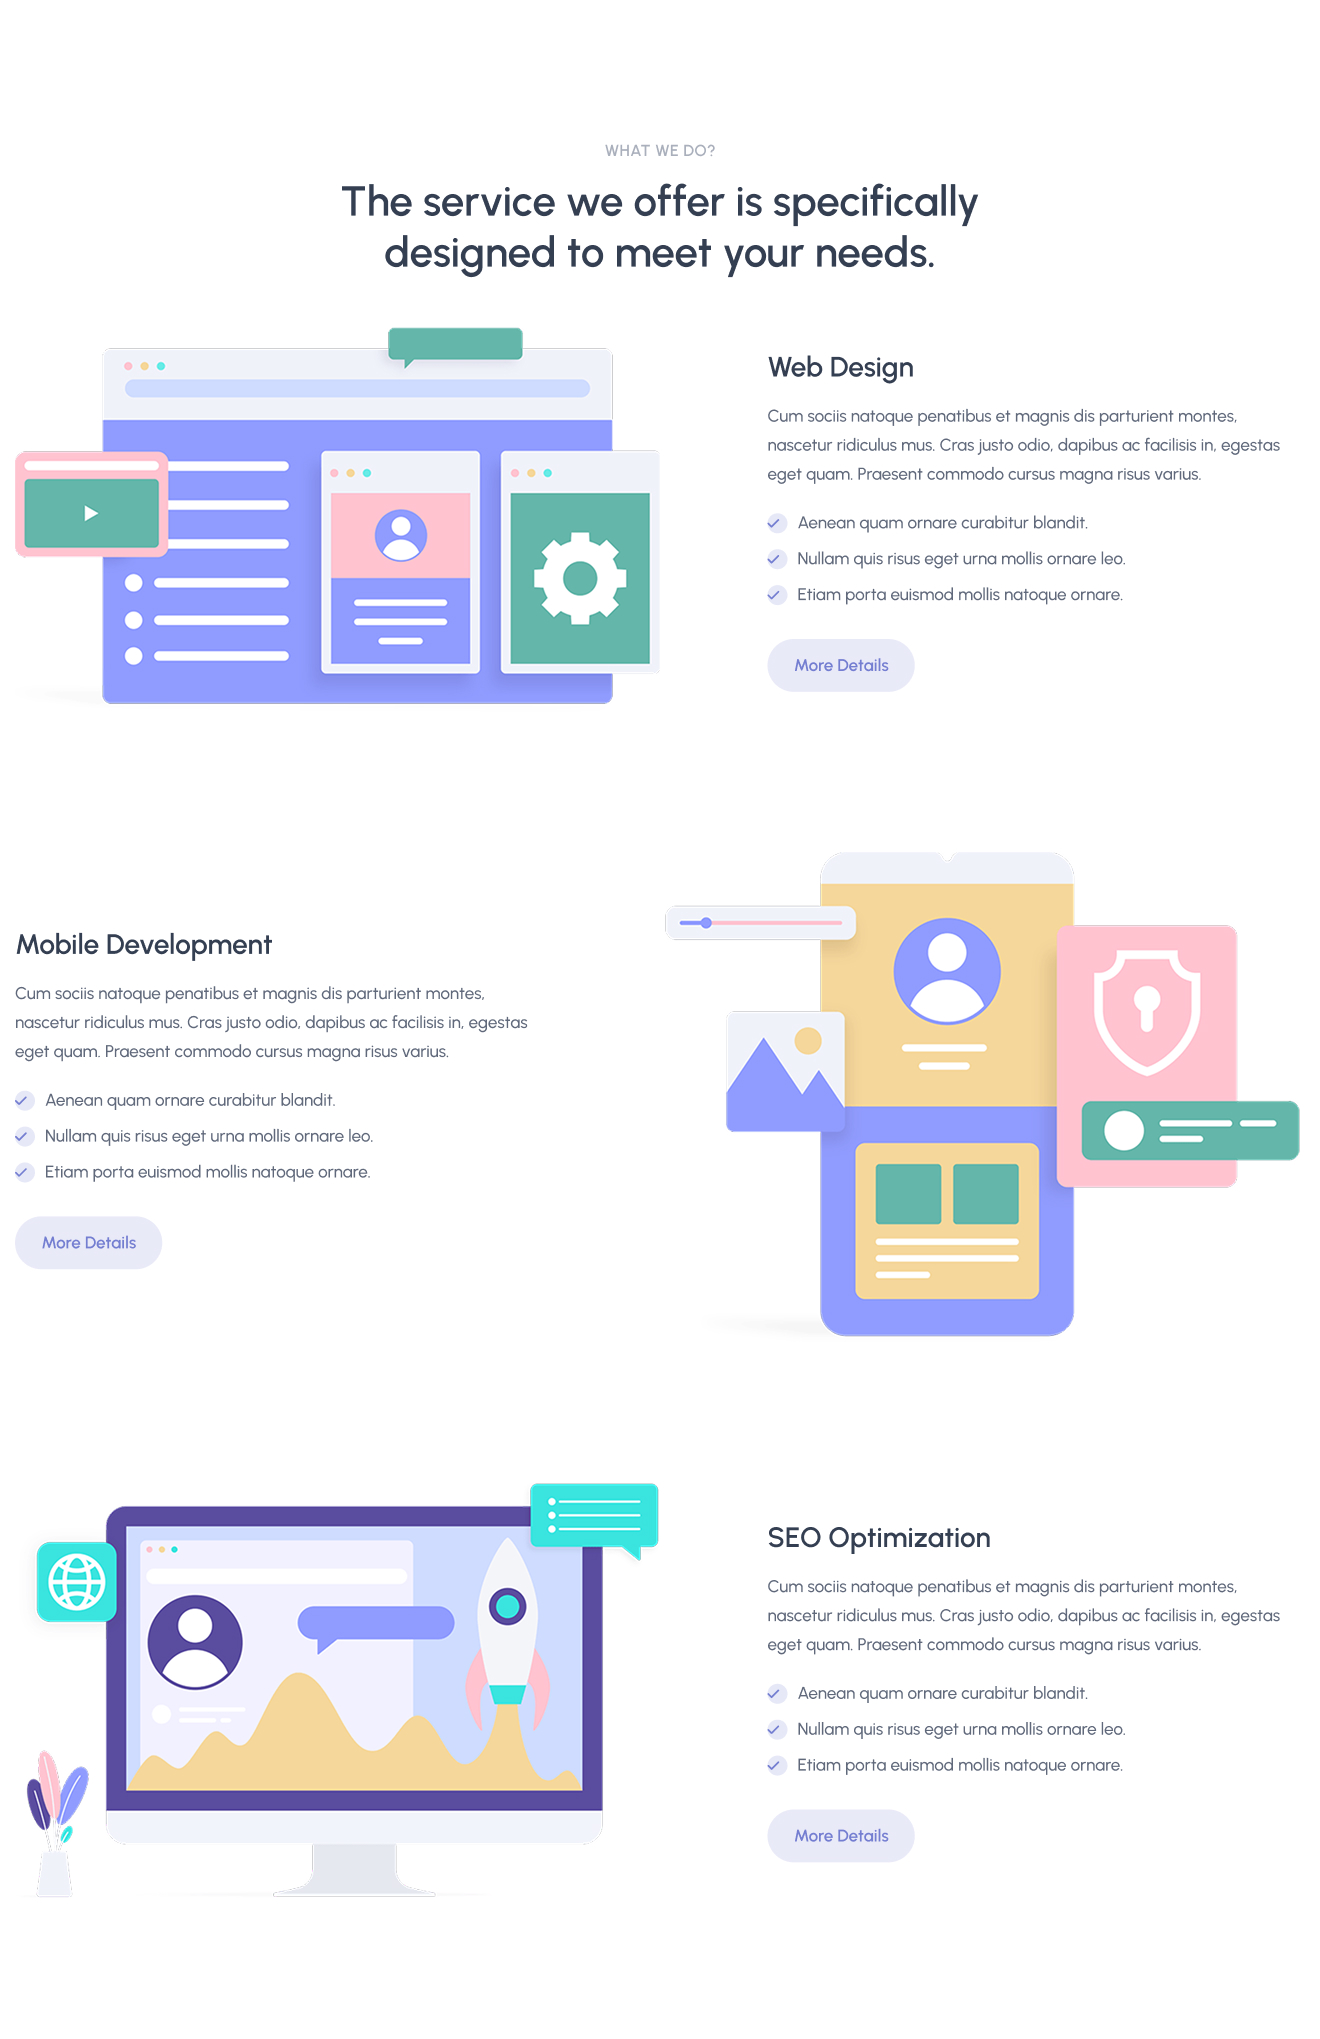 WHAT WE DO?
The service we offer is specifically
designed to meet your needs.
Web Design
Cum sociis natoque penatibus et magnis dis parturient montes,
nascetur ridiculus mus. Cras justo odio, dapibus ac facilisis in, egestas
eget quam. Praesent commodo cursus magna risus varius.
Aenean quam ornare curabitur blandit.
Nullam quis risus eget urna mollis ornare leo.
Etiam porta euismod mollis natoque ornare.
More Details
Mobile Development
Cum sociis natoque penatibus et magnis dis parturient montes,
nascetur ridiculus mus. Cras justo odio, dapibus ac facilisis in, egestas
eget quam. Praesent commodo cursus magna risus varius.
Aenean quam ornare curabitur blandit.
Nullam quis risus eget urna mollis ornare leo.
Etiam porta euismod mollis natoque ornare.
More Details
SEO Optimization
Cum sociis natoque penatibus et magnis dis parturient montes,
nascetur ridiculus mus. Cras justo odio, dapibus ac facilisis in, egestas
eget quam. Praesent commodo cursus magna risus varius.
Aenean quam ornare curabitur blandit.
Nullam quis risus eget urna mollis ornare leo.
Etiam porta euismod mollis natoque ornare.
More Details